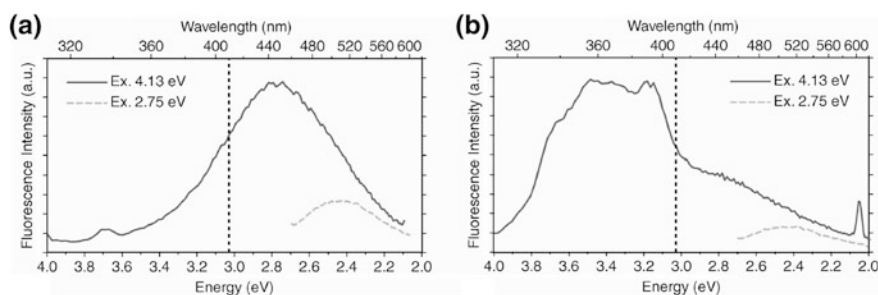 (a)
Wavelength (nm)
320 360 400 440 480 520 560 600
Ex. 4.13 eV
Ex. 2.75 eV
Fluorescence Intensity (a.u.)
4.0 3.8 3.6 3.4 3.2 3.0 2.8 2.6 2.4 2.2 2.0
Energy (eV)
(b)
Wavelength (nm)
320 360 400 440 480 520 560 600
Ex. 4.13 eV
Ex. 2.75 eV
Fluorescence Intensity (a.u.)
4.0 3.8 3.6 3.4 3.2 3.0 2.8 2.6 2.4 2.2 2.0
Energy (eV)